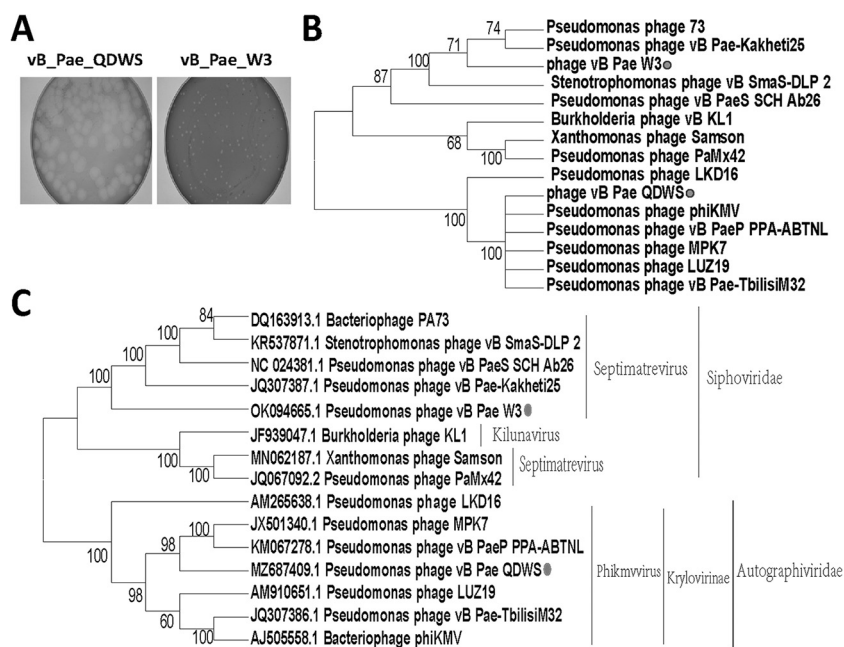 A
vB_Pae_QDWS
vB_Pae_W3
B
74
71
100
87
68
100
100
100
Pseudomonas phage 73
Pseudomonas phage vB Pae-Kakheti25
phage vB Pae W3
Stenotrophomonas phage vB SmaS-DLP 2
Pseudomonas phage vB PaeS SCH Ab26
Burkholderia phage vB KL1
Xanthomonas phage Samson
Pseudomonas phage PaMx42
Pseudomonas phage LKD16
phage vB Pae QDWS
Pseudomonas phage phiKMV
Pseudomonas phage vB PaeP PPA-ABTNL
Pseudomonas phage MPK7
Pseudomonas phage LUZ19
Pseudomonas phage vB Pae-TbilisiM32
C
84
100
100
100
100
100
100
100
100
98
98
60
100
DQ163913.1 Bacteriophage PA73
KR537871.1 Stenotrophomonas phage vB SmaS-DLP 2
NC 024381.1 Pseudomonas phage vB PaeS SCH Ab26
JQ307387.1 Pseudomonas phage vB Pae-Kakheti25
OK094665.1 Pseudomonas phage vB Pae W3
JF939047.1 Burkholderia phage KL1
MN062187.1 Xanthomonas phage Samson
JQ067092.2 Pseudomonas phage PaMx42
AM265638.1 Pseudomonas phage LKD16
JX501340.1 Pseudomonas phage MPK7
KM067278.1 Pseudomonas phage vB PaeP PPA-ABTNL
MZ687409.1 Pseudomonas phage vB Pae QDWS
AM910651.1 Pseudomonas phage LUZ19
JQ307386.1 Pseudomonas phage vB Pae-TbilisiM32
AJ505558.1 Bacteriophage phiKMV
Septimatrevirus
Siphoviridae
Kilunavirus
Septimatrevirus
Phikmvvirus
Krylovirinae
Autographiviridae